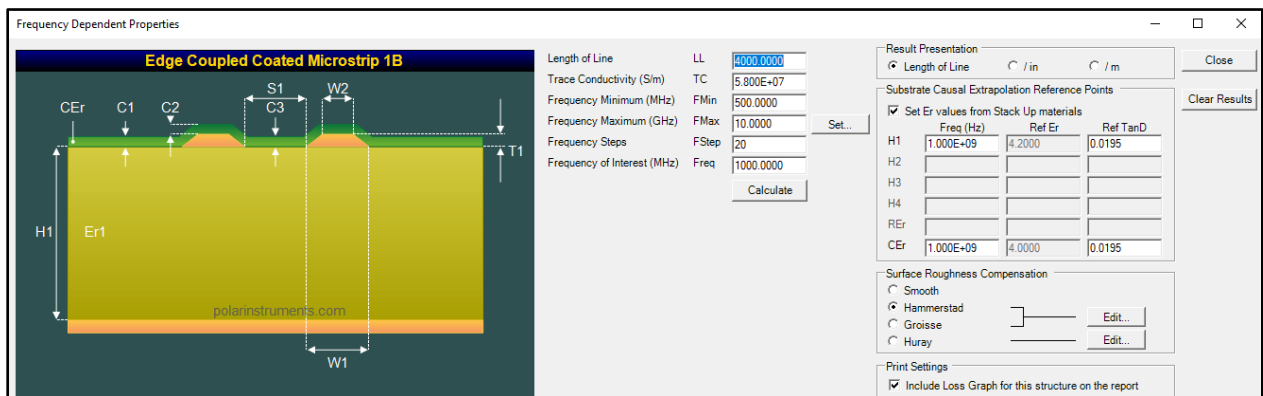 Frequency Dependent Properties
Edge Coupled Coated Microstrip 1B
CEr C1 C2 S1 C3 W2
T1
H1 Er1
polarinstruments.com
W1
Length of Line LL 4000.0000
Trace Conductivity (S/m) TC 5.800E+07
Frequency Minimum (MHz) FMin 500.0000
Frequency Maximum (GHz) FMax 10.0000 Set...
Frequency Steps FStep 20
Frequency of Interest (MHz) Freq 1000.0000
Calculate
Result Presentation
Length of Line / in / m
Substrate Causal Extrapolation Reference Points
Set Er values from Stack Up materials
Freq (Hz) Ref Er Ref TanD
H1 1.000E+09 4.2000 0.0195
H2
H3
H4
REr
CEr 1.000E+09 4.0000 0.0195
Surface Roughness Compensation
Smooth
Hammerstad
Groisse
Edit...
Huray
Edit...
Print Settings
Include Loss Graph for this structure on the report
Close
Clear Results